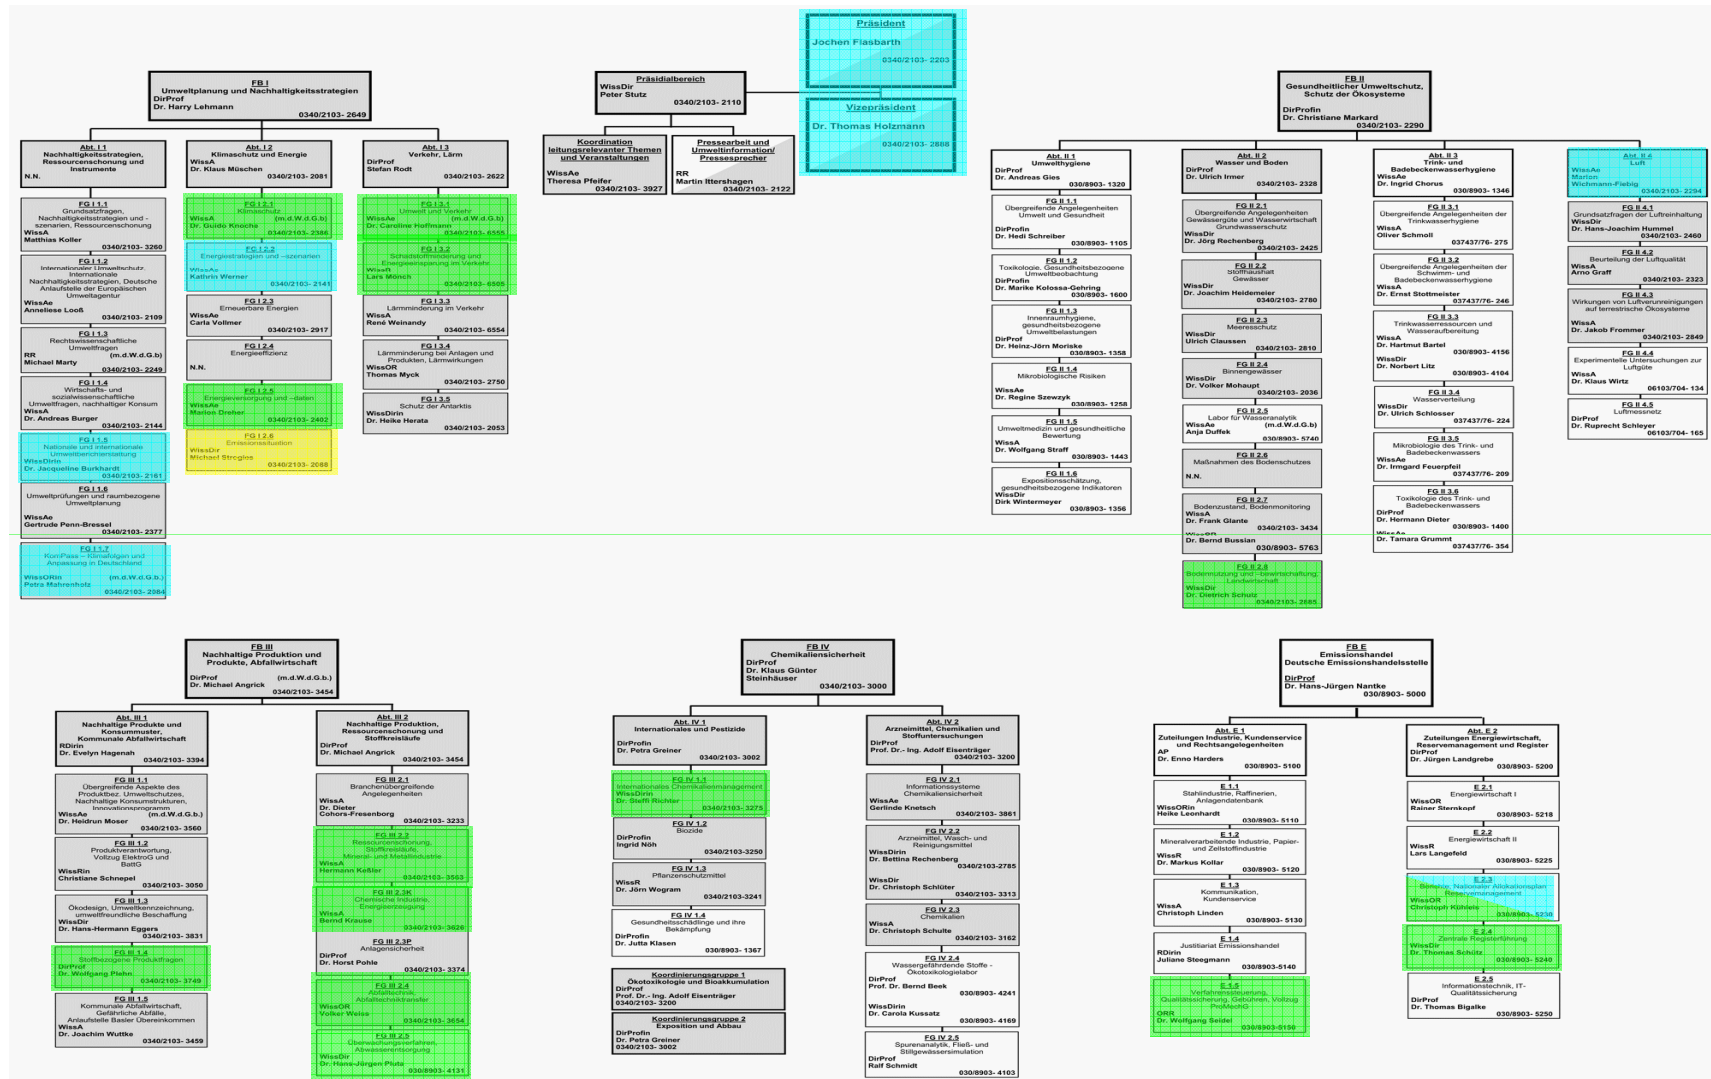 Präsident
Jochen Flasbarth
0340/2103- 2203
Vizepräsident
Dr. Thomas Holzmann
0340/2103- 2888
Präsidialbereich
WissDir
Peter Stutz
0340/2103- 2110
Koordination
leitungsrelevanter Themen
und Veranstaltungen
WissAe
Theresa Pfeifer
0340/2103- 3927
Pressearbeit und
Umweltinformation/
Pressesprecher
RR
Martin Ittershagen
0340/2103- 2122
FB I
Umweltplanung und Nachhaltigkeitsstrategien
DirProf
Dr. Harry Lehmann
0340/2103- 2649
Abt. I 1
Nachhaltigkeitsstrategien,
Ressourcenschonung und
Instrumente
N.N.
FG I 1.1
Grundsatzfragen,
Nachhaltigkeitsstrategien und -
szenarien, Ressourcenschonung
WissA
Matthias Koller
0340/2103- 3260
FG I 1.2
Internationaler Umweltschutz,
Internationale
Nachhaltigkeitsstrategien, Deutsche
Anlaufstelle der Europäischen
Umweltagentur
WissAe
Anneliese Looß
0340/2103- 2109
FG I 1.3
Rechtswissenschaftliche
Umweltfragen
RR (m.d.W.d.G.b)
Michael Marty
0340/2103- 2249
FG I 1.4
Wirtschafts- und
sozialwissenschaftliche
Umweltfragen, nachhaltiger Konsum
WissA
Dr. Andreas Burger
0340/2103- 2144
FG I 1.5
Nationale und internationale
Umweltberichterstattung
WissDirin
Dr. Jacqueline Burkhardt
0340/2103- 2161
FG I 1.6
Umweltprüfungen und raumbezogene
Umweltplanung
WissAe
Gertrude Penn-Bressel
0340/2103- 2377
FG I 1.7
KomPass – Klimafolgen und
Anpassung in Deutschland
WissORin (m.d.W.d.G.b.)
Petra Mahrenholz
0340/2103- 2084
Abt. I 2
Klimaschutz und Energie
WissA
Dr. Klaus Müschen
0340/2103- 2081
FG I 2.1
Klimaschutz
WissA (m.d.W.d.G.b)
Dr. Guido Knoche
0340/2103- 2386
FG I 2.2
Energiestrategien und –szenarien
WissAe
Kathrin Werner
0340/2103- 2141
FG I 2.3
Erneuerbare Energien
WissAe
Carla Vollmer
0340/2103- 2917
FG I 2.4
Energieeffizienz
N.N.
FG I 2.5
Energieversorgung und –daten
WissAe
Marion Dreher
0340/2103- 2402
FG I 2.6
Emissionssituation
WissDir
Michael Strogies
0340/2103- 2088
Abt. I 3
Verkehr, Lärm
DirProf
Stefan Rodt
0340/2103- 2622
FG I 3.1
Umwelt und Verkehr
WissAe (m.d.W.d.G.b)
Dr. Caroline Hoffmann
0340/2103- 6555
FG I 3.2
Schadstoffminderung und
Energieeinsparung im Verkehr
WissR
Lars Mönch
0340/2103- 6505
FG I 3.3
Lärmminderung im Verkehr
WissA
René Weinandy
0340/2103- 6554
FG I 3.4
Lärmminderung bei Anlagen und
Produkten, Lärmwirkungen
WissOR
Thomas Myck
0340/2103- 2750
FG I 3.5
Schutz der Antarktis
WissDirin
Dr. Heike Herata
0340/2103- 2053
FB II
Gesundheitlicher Umweltschutz,
Schutz der Ökosysteme
DirProfin
Dr. Christiane Markard
0340/2103- 2290
Abt. II 1
Umwelthygiene
DirProf
Dr. Andreas Gies
030/8903- 1320
FG II 1.1
Übergreifende Angelegenheiten
Umwelt und Gesundheit
DirProfin
Dr. Hedi Schreiber
030/8903- 1105
FG II 1.2
Toxikologie, Gesundheitsbezogene
Umweltbeobachtung
DirProfin
Dr. Marike Kolossa-Gehring
030/8903- 1600
FG II 1.3
Innenraumhygiene,
gesundheitsbezogene
Umweltbelastungen
DirProf
Dr. Heinz-Jörn Moriske
030/8903- 1358
FG II 1.4
Mikrobiologische Risiken
WissAe
Dr. Regine Szewzyk
030/8903- 1258
FG II 1.5
Umweltmedizin und gesundheitliche
Bewertung
WissA
Dr. Wolfgang Straff
030/8903- 1443
FG II 1.6
Expositionsschätzung,
gesundheitsbezogene Indikatoren
WissDir
Dirk Wintermeyer
030/8903- 1356
Abt. II 2
Wasser und Boden
DirProf
Dr. Ulrich Irmer
0340/2103- 2328
FG II 2.1
Übergreifende Angelegenheiten
Gewässergüte und Wasserwirtschaft
Grundwasserschutz
WissDir
Dr. Jörg Rechenberg
0340/2103- 2425
FG II 2.2
Stoffhaushalt
Gewässer
WissDir
Dr. Joachim Heidemeier
0340/2103- 2780
FG II 2.3
Meeresschutz
WissDir
Ulrich Claussen
0340/2103- 2810
FG II 2.4
Binnengewässer
WissDir
Dr. Volker Mohaupt
0340/2103- 2036
FG II 2.5
Labor für Wasseranalytik
WissAe (m.d.W.d.G.b)
Anja Duffek
030/8903- 5740
FG II 2.6
Maßnahmen des Bodenschutzes
N.N.
FG II 2.7
Bodenzustand, Bodenmonitoring
WissA
Dr. Frank Glante
0340/2103- 3434
WissOR
Dr. Bernd Bussian
030/8903- 5763
FG II 2.8
Bodennutzung und –bewirtschaftung,
Landwirtschaft
WissDir
Dr. Dietrich Schulz
0340/2103- 2885
Abt. II 3
Trink- und
Badebeckenwasserhygiene
WissAe
Dr. Ingrid Chorus
030/8903- 1346
FG II 3.1
Übergreifende Angelegenheiten der
Trinkwasserhygiene
WissA
Oliver Schmoll
037437/76- 275
FG II 3.2
Übergreifende Angelegenheiten der
Schwimm- und
Badebeckenwasserhygiene
WissA
Dr. Ernst Stottmeister
037437/76- 246
FG II 3.3
Trinkwasserressourcen und
Wasseraufbereitung
WissA
Dr. Hartmut Bartel
030/8903- 4156
WissDir
Dr. Norbert Litz
030/8903- 4104
FG II 3.4
Wasserverteilung
WissDir
Dr. Ulrich Schlosser
037437/76- 224
FG II 3.5
Mikrobiologie des Trink- und
Badebeckenwassers
WissAe
Dr. Irmgard Feuerpfeil
037437/76- 209
FG II 3.6
Toxikologie des Trink- und
Badebeckenwassers
DirProf
Dr. Hermann Dieter
030/8903- 1400
WissAe
Dr. Tamara Grummt
037437/76- 354
Abt. II 4
Luft
WissAe
Marion
Wichmann-Fiebig
0340/2103- 2294
FG II 4.1
Grundsatzfragen der Luftreinhaltung
WissDir
Dr. Hans-Joachim Hummel
0340/2103- 2460
FG II 4.2
Beurteilung der Luftqualität
WissA
Arno Graff
0340/2103- 2323
FG II 4.3
Wirkungen von Luftverunreinigungen
auf terrestrische Ökosysteme
WissA
Dr. Jakob Frommer
0340/2103- 2849
FG II 4.4
Experimentelle Untersuchungen zur
Luftgüte
WissA
Dr. Klaus Wirtz
06103/704- 134
FG II 4.5
Luftmessnetz
DirProf
Dr. Ruprecht Schleyer
06103/704- 165
FB III
Nachhaltige Produktion und
Produkte, Abfallwirtschaft
DirProf (m.d.W.d.G.b.)
Dr. Michael Angrick
0340/2103- 3454
Abt. III 1
Nachhaltige Produkte und
Konsummuster,
Kommunale Abfallwirtschaft
RDirin
Dr. Evelyn Hagenah
0340/2103- 3394
FG III 1.1
Übergreifende Aspekte des
Produktbez. Umweltschutzes,
Nachhaltige Konsumstrukturen,
Innovationsprogramm
WissAe (m.d.W.d.G.b.)
Dr. Heidrun Moser
0340/2103- 3560
FG III 1.2
Produktverantwortung,
Vollzug ElektroG und
BattG
WissRin
Christiane Schnepel
0340/2103- 3050
FG III 1.3
Ökodesign, Umweltkennzeichnung,
umweltfreundliche Beschaffung
WissDir
Dr. Hans-Hermann Eggers
0340/2103- 3831
FG III 1.4
Stoffbezogene Produktfragen
DirProf
Dr. Wolfgang Plehn
0340/2103- 3749
FG III 1.5
Kommunale Abfallwirtschaft,
Gefährliche Abfälle,
Anlaufstelle Basler Übereinkommen
WissA
Dr. Joachim Wuttke
0340/2103- 3459
Abt. III 2
Nachhaltige Produktion,
Ressourcenschonung und
Stoffkreisläufe
DirProf
Dr. Michael Angrick
0340/2103- 3454
FG III 2.1
Branchenübergreifende
Angelegenheiten
WissA
Dr. Dieter
Cohors-Fresenborg
0340/2103- 3233
FG III 2.2
Ressourcenschonung,
Stoffkreisläufe,
Mineral- und Metallindustrie
WissA
Hermann Keßler
0340/2103- 3563
FG III 2.3K
Chemische Industrie,
Energieerzeugung
WissA
Bernd Krause
0340/2103- 3626
FG III 2.3P
Anlagensicherheit
DirProf
Dr. Horst Pohle
0340/2103- 3374
FG III 2.4
Abfalltechnik,
Abfalltechniktransfer
WissOR
Volker Weiss
0340/2103- 3654
FG III 2.5
Überwachungsverfahren,
Abwasserentsorgung
WissDir
Dr. Hans-Jürgen Pluta
030/8903- 4131
FB IV
Chemikaliensicherheit
DirProf
Dr. Klaus Günter
Steinhäuser
0340/2103- 3000
Abt. IV 1
Internationales und Pestizide
DirProfin
Dr. Petra Greiner
0340/2103- 3002
FG IV 1.1
Internationales Chemikalienmanagement
WissDirin
Dr. Steffi Richter
0340/2103- 3275
FG IV 1.2
Biozide
DirProfin
Ingrid Nöh
0340/2103-3250
FG IV 1.3
Pflanzenschutzmittel
WissR
Dr. Jörn Wogram
0340/2103-3241
FG IV 1.4
Gesundheitsschädlinge und ihre
Bekämpfung
DirProfin
Dr. Jutta Klasen
030/8903- 1367
Koordinierungsgruppe 1
Ökotoxikologie und Bioakkumulation
DirProf
Prof. Dr.- Ing. Adolf Eisenträger
0340/2103- 3200
Koordinierungsgruppe 2
Exposition und Abbau
DirProfin
Dr. Petra Greiner
0340/2103- 3002
Abt. IV 2
Arzneimittel, Chemikalien und
Stoffuntersuchungen
DirProf
Prof. Dr.- Ing. Adolf Eisenträger
0340/2103- 3200
FG IV 2.1
Informationssysteme
Chemikaliensicherheit
WissAe
Gerlinde Knetsch
0340/2103- 3861
FG IV 2.2
Arzneimittel, Wasch- und
Reinigungsmittel
WissDirin
Dr. Bettina Rechenberg
0340/2103-2785
WissDir
Dr. Christoph Schlüter
0340/2103- 3313
FG IV 2.3
Chemikalien
WissA
Dr. Christoph Schulte
0340/2103- 3162
FG IV 2.4
Wassergefährdende Stoffe -
Ökotoxikologielabor
DirProf
Prof. Dr. Bernd Beek
030/8903- 4241
WissDirin
Dr. Carola Kussatz
030/8903- 4169
FG IV 2.5
Spurenanalytik, Fließ- und
Stillgewässersimulation
DirProf
Ralf Schmidt
030/8903- 4103
FB E
Emissionshandel
Deutsche Emissionshandelsstelle
DirProf
Dr. Hans-Jürgen Nantke
030/8903- 5000
Abt. E 1
Zuteilungen Industrie, Kundenservice
und Rechtsangelegenheiten
AP
Dr. Enno Harders
030/8903- 5100
E 1.1
Stahlindustrie, Raffinerien,
Anlagendatenbank
WissORin
Heike Leonhardt
030/8903- 5110
E 1.2
Mineralverarbeitende Industrie, Papier-
und Zellstoffindustrie
WissR
Dr. Markus Kollar
030/8903- 5120
E 1.3
Kommunikation,
Kundenservice
WissA
Christoph Linden
030/8903- 5130
E 1.4
Justitiariat Emissionshandel
RDirin
Juliane Steegmann
030/8903-5140
E 1.5
Verfahrenssteuerung,
Qualitätssicherung, Gebühren, Vollzug
ProMechG
ORR
Dr. Wolfgang Seidel
030/8903-5150
Abt. E 2
Zuteilungen Energiewirtschaft,
Reservemanagement und Register
DirProf
Dr. Jürgen Landgrebe
030/8903- 5200
E 2.1
Energiewirtschaft I
WissOR
Rainer Sternkopf
030/8903- 5218
E 2.2
Energiewirtschaft II
WissR
Lars Langefeld
030/8903- 5225
E 2.3
Berichte, Nationaler Allokationsplan
Reservemanagement
WissOR
Christoph Kühleis
030/8903- 5230
E 2.4
Zentrale Registerführung
WissDir
Dr. Thomas Schütz
030/8903- 5240
E 2.5
Informationstechnik, IT-
Qualitätssicherung
DirProf
Dr. Thomas Bigalke
030/8903- 5250